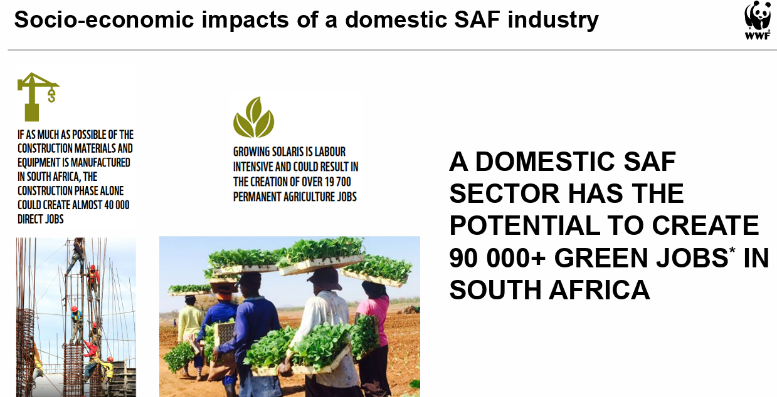 Socio-economic impacts of a domestic SAF industry
WWF
IF AS MUCH AS POSSIBLE OF THE
CONSTRUCTION MATERIALS AND
EQUIPMENT IS MANUFACTURED
IN SOUTH AFRICA, THE
CONSTRUCTION PHASE ALONE
COULD CREATE ALMOST 40 000
DIRECT JOBS
GROWING SOLARIS IS LABOUR
INTENSIVE AND COULD RESULT IN
THE CREATION OF OVER 19 700
PERMANENT AGRICULTURE JOBS
A DOMESTIC SAF
SECTOR HAS THE
POTENTIAL TO CREATE
90 000+ GREEN JOBS* IN
SOUTH AFRICA